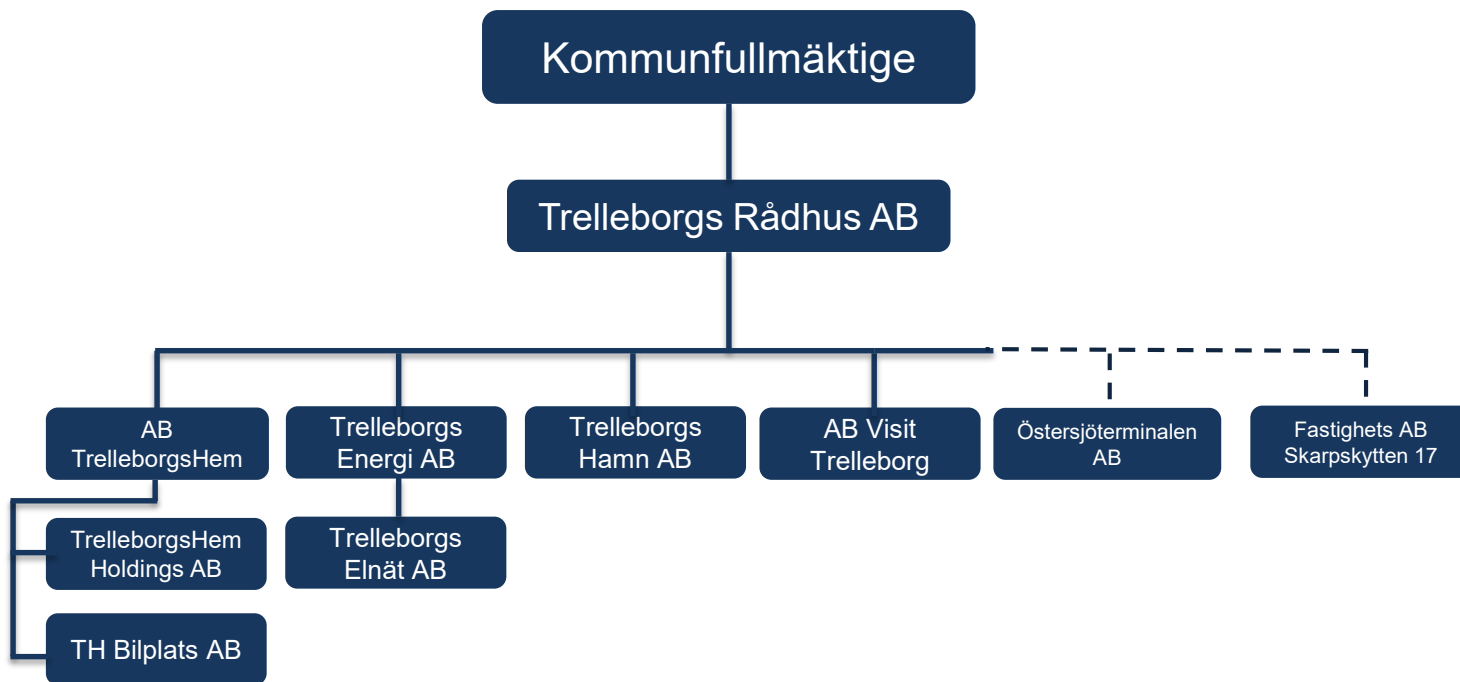 Kommunfullmäktige
Trelleborgs Rådhus AB
AB
TrelleborgsHem
Trelleborgs
Energi AB
Trelleborgs
Hamn AB
AB Visit
Trelleborg
Östersjöterminalen
AB
Fastighets AB
Skarpskytten 17
TrelleborgsHem
Holdings AB
Trelleborgs
Elnät AB
TH Bilplats AB